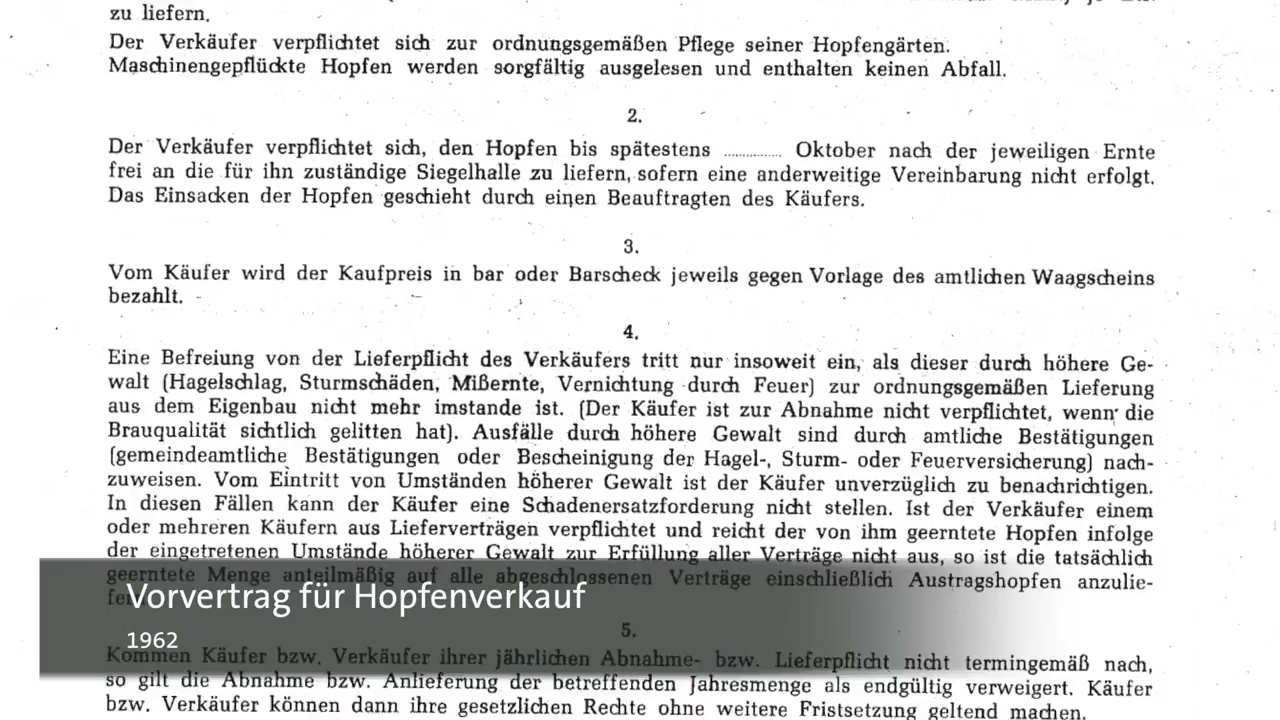 zu liefern.
Der Verkäufer verpflichtet sich zur ordnungsgemäßen Pflege seiner Hopfengärten.
Maschinengepflückte Hopfen werden sorgfältig ausgelesen und enthalten keinen Abfall.
2.
Der Verkäufer verpflichtet sich, den Hopfen bis spätestens ............... Oktober nach der jeweiligen Ernte
frei an die für ihn zuständige Siegelhalle zu liefern, sofern eine anderweitige Vereinbarung nicht erfolgt.
Das Einsacken der Hopfen geschieht durch einen Beauftragten des Käufers.
3.
Vom Käufer wird der Kaufpreis in bar oder Barscheck jeweils gegen Vorlage des amtlichen Waagscheins
bezahlt.
4.
Eine Befreiung von der Lieferpflicht des Verkäufers tritt nur insoweit ein, als dieser durch höhere Ge-
walt (Hagelschlag, Sturmschäden, Mißernte, Vernichtung durch Feuer) zur ordnungsgemäßen Lieferung
aus dem Eigenbau nicht mehr imstande ist. (Der Käufer ist zur Abnahme nicht verpflichtet, wenn die
Brauqualität sichtlich gelitten hat). Ausfälle durch höhere Gewalt sind durch amtliche Bestätigungen
(gemeindeamtliche Bestätigungen oder Bescheinigung der Hagel-, Sturm- oder Feuerversicherung) nach-
zuweisen. Vom Eintritt von Umständen höherer Gewalt ist der Käufer unverzüglich zu benachrichtigen.
In diesen Fällen kann der Käufer eine Schadenersatzforderung nicht stellen. Ist der Verkäufer einem
oder mehreren Käufern aus Lieferverträgen verpflichtet und reicht der von ihm geerntete Hopfen infolge
der eingetretenen Umstände höherer Gewalt zur Erfüllung aller Verträge nicht aus, so ist die tatsächlich
geerntete Menge anteilmäßig auf alle abgeschlossenen Verträge einschließlich Austragshopfen anzulie-
fern.
Vorvertrag für Hopfenverkauf
1962
5.
Kommen Käufer bzw. Verkäufer ihrer jährlichen Abnahme- bzw. Lieferpflicht nicht termingemäß nach,
so gilt die Abnahme bzw. Anlieferung der betreffenden Jahresmenge als endgültig verweigert. Käufer
bzw. Verkäufer können dann ihre gesetzlichen Rechte ohne weitere Fristsetzung geltend machen.